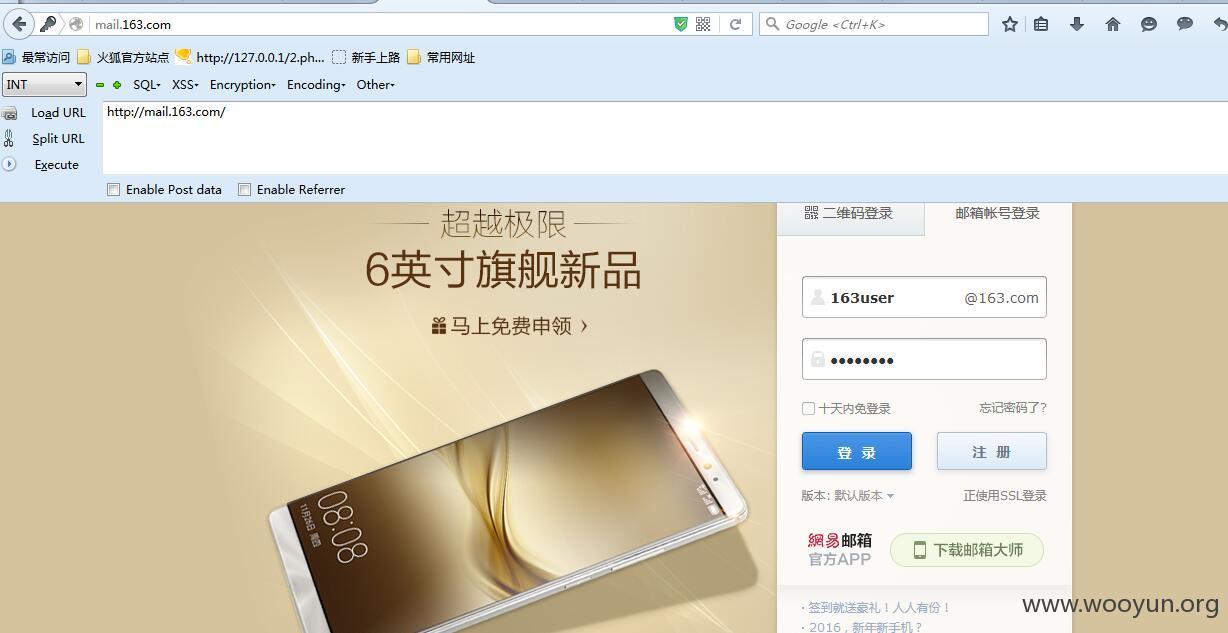 mail.163.com
Google <Ctrl+K>
最常访问 火狐官方站点 http://127.0.0.1/2.ph... 新手上路 常用网址
INT SQL XSS Encryption Encoding Other
Load URL http://mail.163.com/
Split URL
Execute
Enable Post data Enable Referrer
超越极限
6英寸旗舰新品
马上免费申领 ›
08:08
11月26日 周四
二维码登录 邮箱帐号登录
163user @163.com
••••••••
十天内免登录 忘记密码了?
登 录 注 册
版本: 默认版本 正使用SSL登录
網易邮箱
官方APP
下载邮箱大师
· 签到就送豪礼！人人有份！
· 2016，新年新手机？
www.wooyun.org